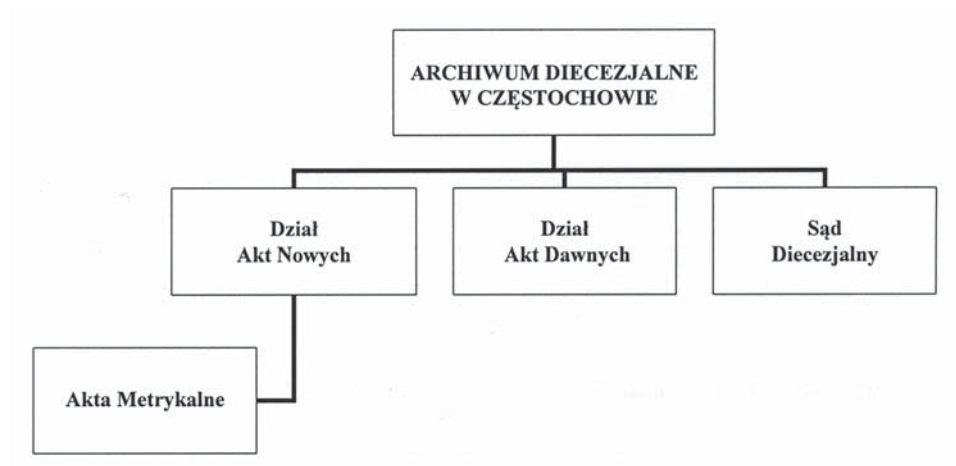 ARCHIWUM DIECEZJALNE
W CZĘSTOCHOWIE
Dział
Akt Nowych
Dział
Akt Dawnych
Sąd
Diecezjalny
Akta Metrykalne